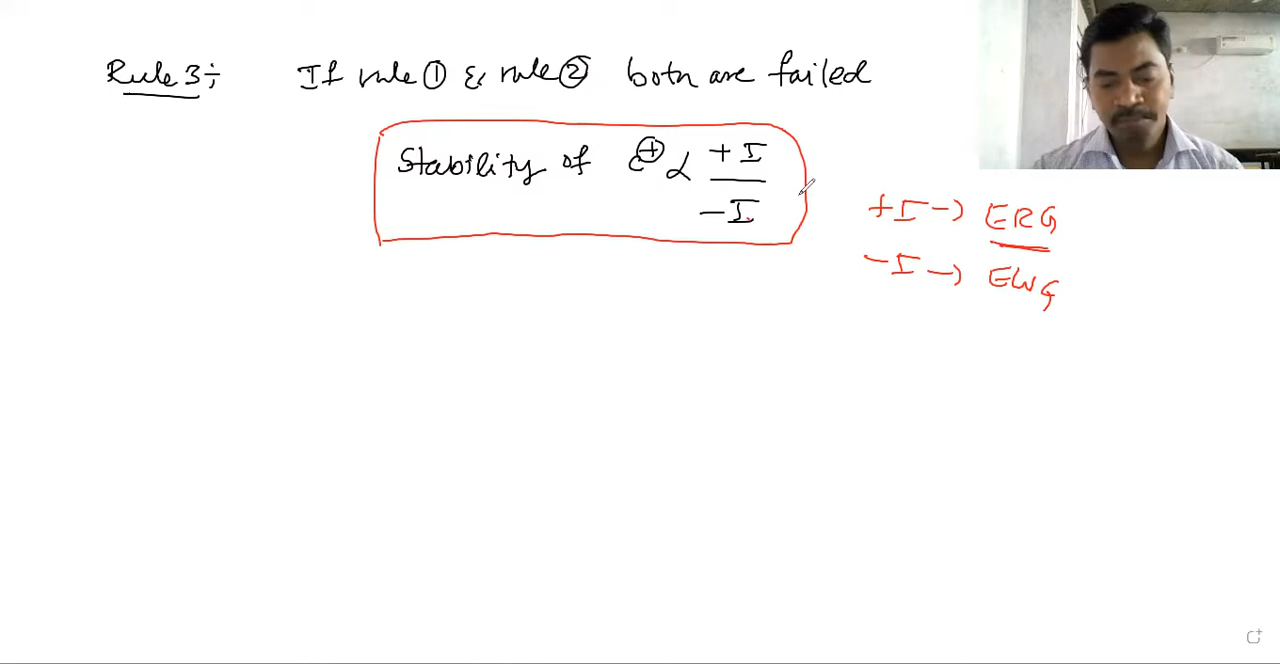 Rule 3 ; If rule ① & rule ② both are failed
Stability of C⊕ α +I
-I
+I → ERG
-I → EWG
C+